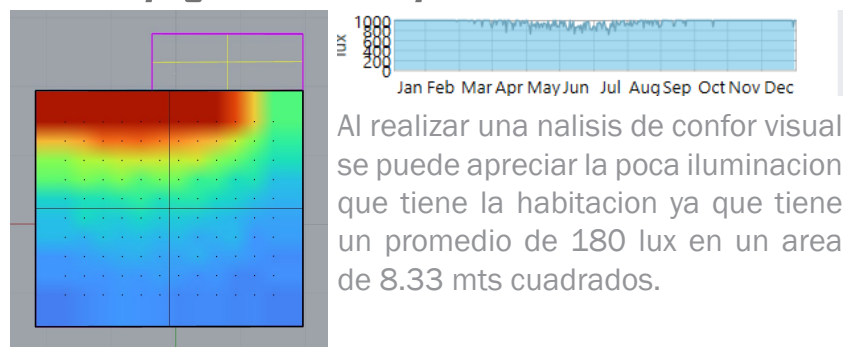 1000
800
600
400
200
0
lux
Jan Feb Mar Apr May Jun Jul Aug Sep Oct Nov Dec
Al realizar una nalisis de confor visual
se puede apreciar la poca iluminacion
que tiene la habitacion ya que tiene
un promedio de 180 lux en un area
de 8.33 mts cuadrados.